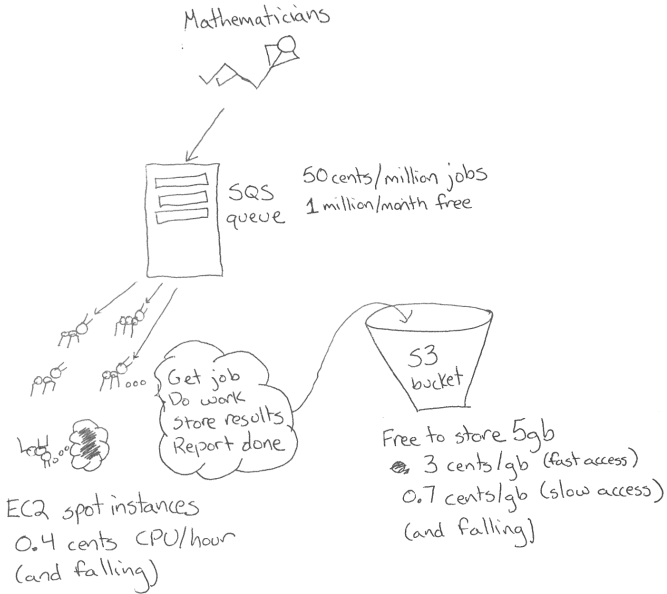 Mathematicians
SQS
queue
50 cents/million jobs
1 million/month free
Get job
Do work
Store results
Report done
S3
bucket
Free to store 5gb
3 cents/gb (fast access)
0.7 cents/gb (slow access)
(and falling)
EC2 spot instances
0.4 cents CPU/hour
(and falling)